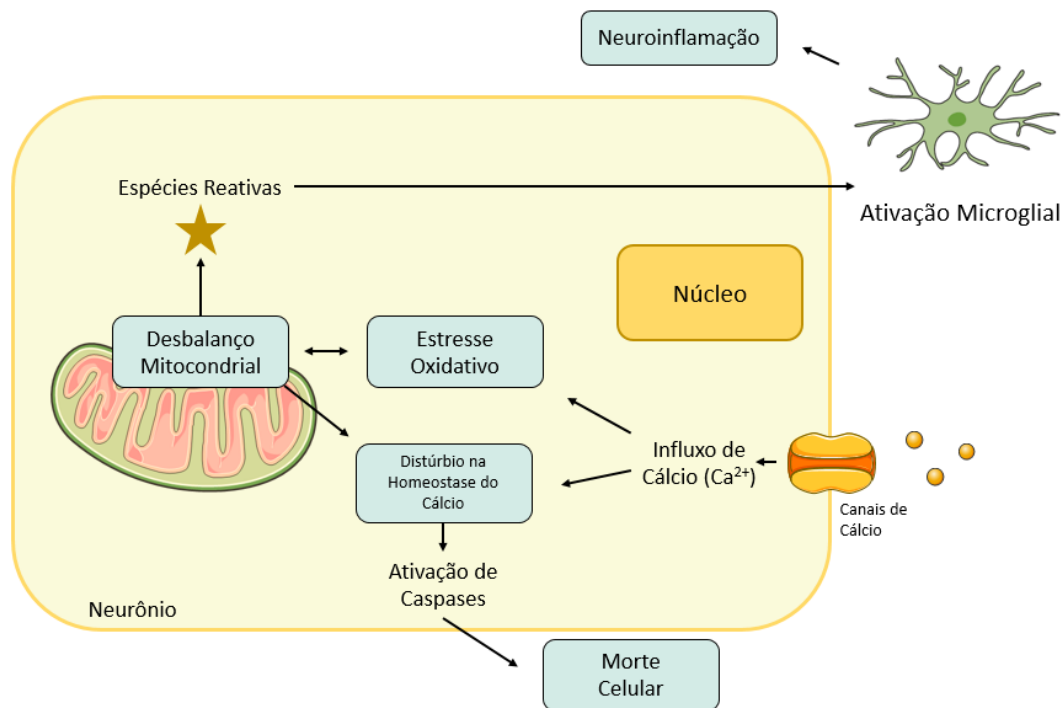 Neuroinflamação
Espécies Reativas
Ativação Microglial
Núcleo
Desbalanço
Mitocondrial
Estresse
Oxidativo
Influxo de
Cálcio (Ca²⁺)
Canais de
Cálcio
Distúrbio na
Homeostase do
Cálcio
Ativação de
Caspases
Neurônio
Morte
Celular